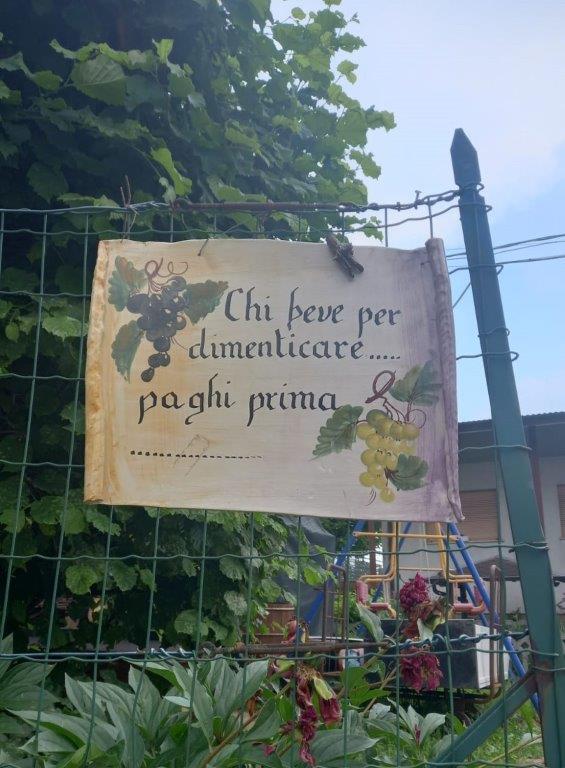 Chi beve per
dimenticare.....
paghi prima